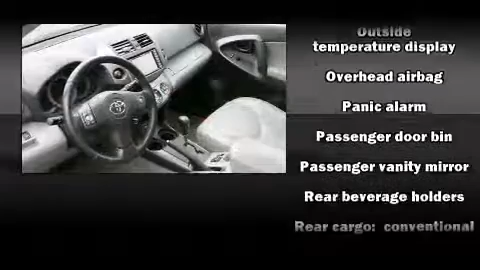 Outside
temperature display
Overhead airbag
Panic alarm
Passenger door bin
Passenger vanity mirror
Rear beverage holders
Rear cargo: conventional